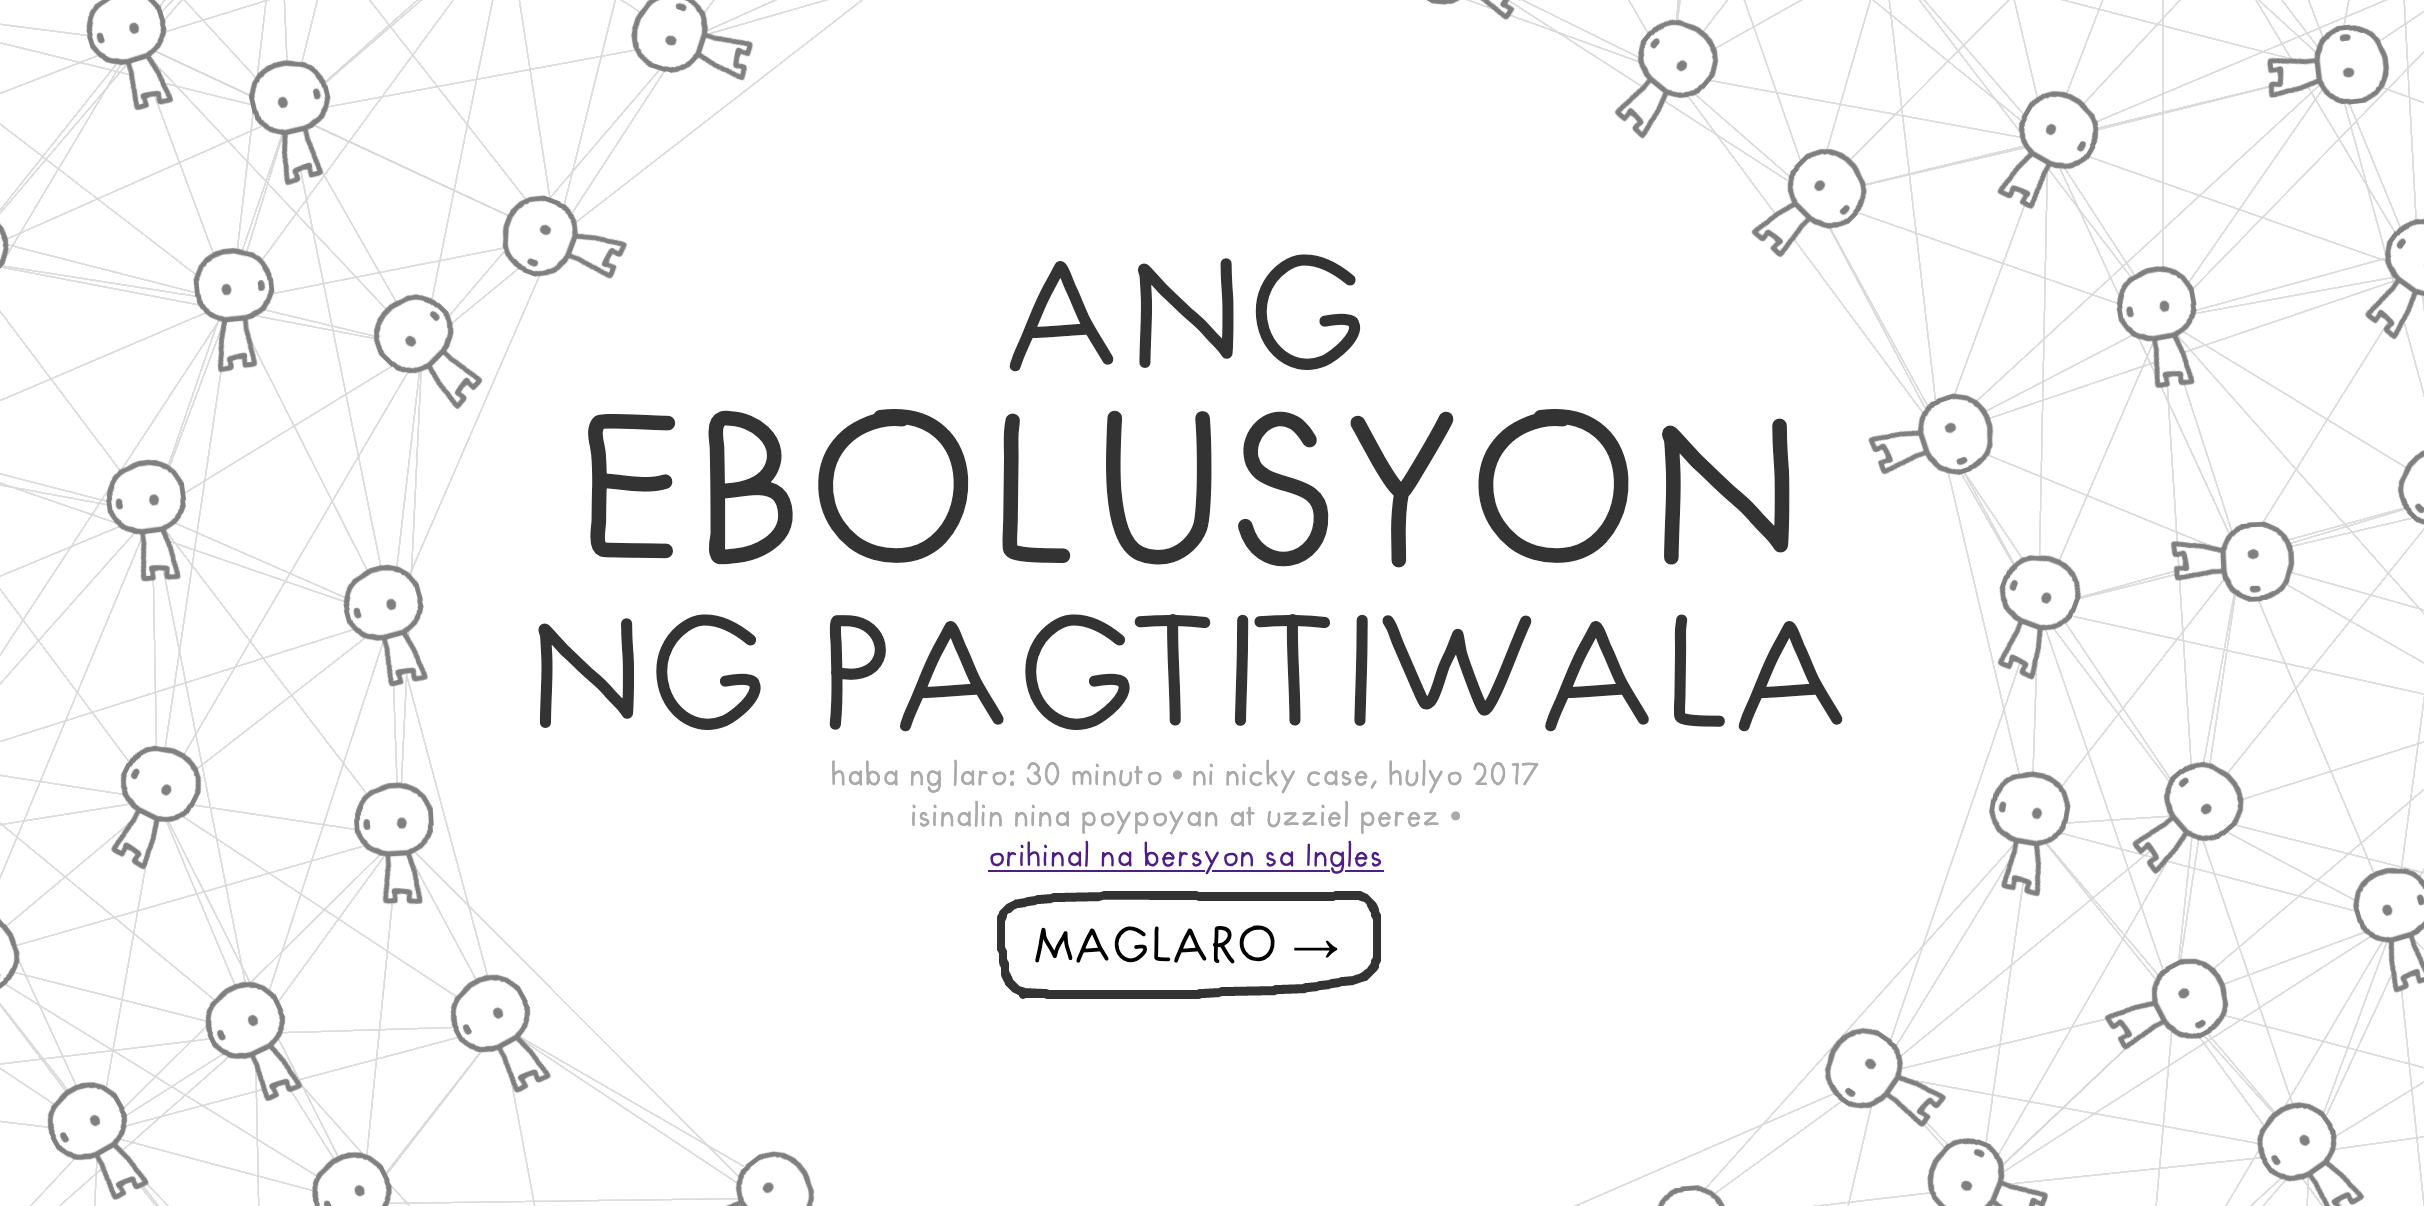 ANG
EBOLUSYON
NG PAGTITIWALA
haba ng laro: 30 minuto • ni nicky case, hulyo 2017
isinalin nina poypoyan at uzziel perez •
orihinal na bersyon sa Ingles
MAGLARO →